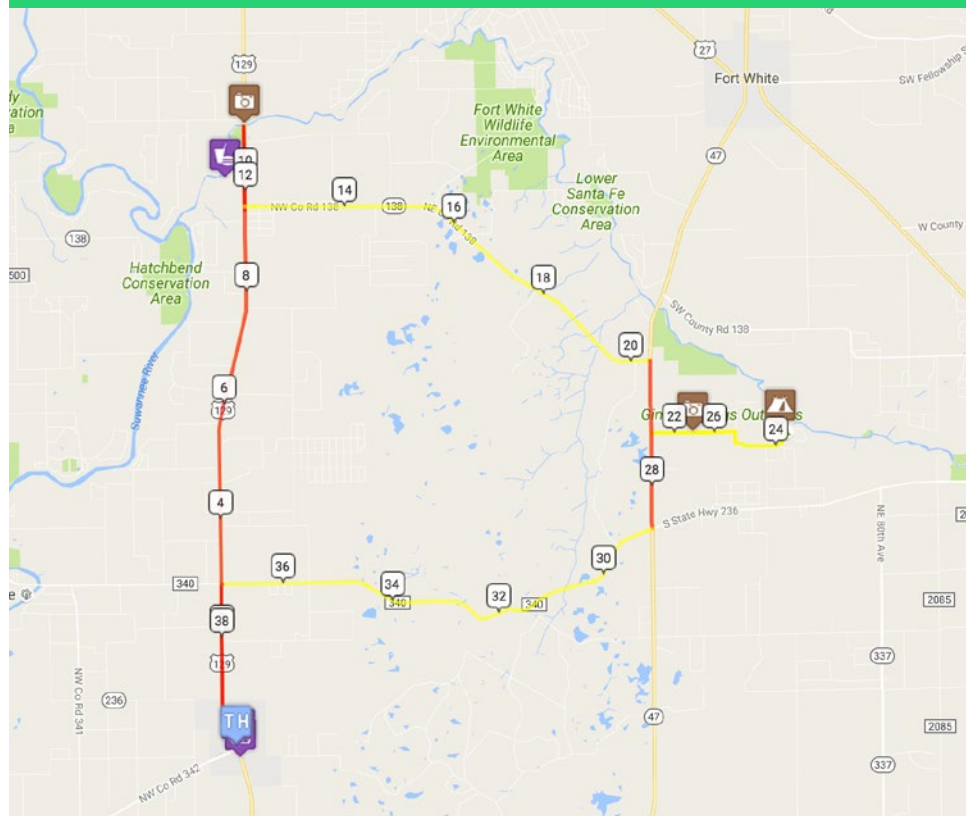 129
27
Fort White
SW Fellowship S
dy
vation
a
Fort White
Wildlife
Environmental
Area
47
10
12
Lower
Santa Fe
Conservation
Area
14
NW Co Rd 138
138
16
W County
138
Hatchbend
Conservation
Area
500
8
18
SW County Rd 138
20
Suwannee River
6
129
22
26
24
4
28
S State Hwy 236
NE 80th Ave
340
36
34
340
32
340
30
2085
38
129
337
NW Co Rd 341
236
TH
47
2085
NW Co Rd 342
337